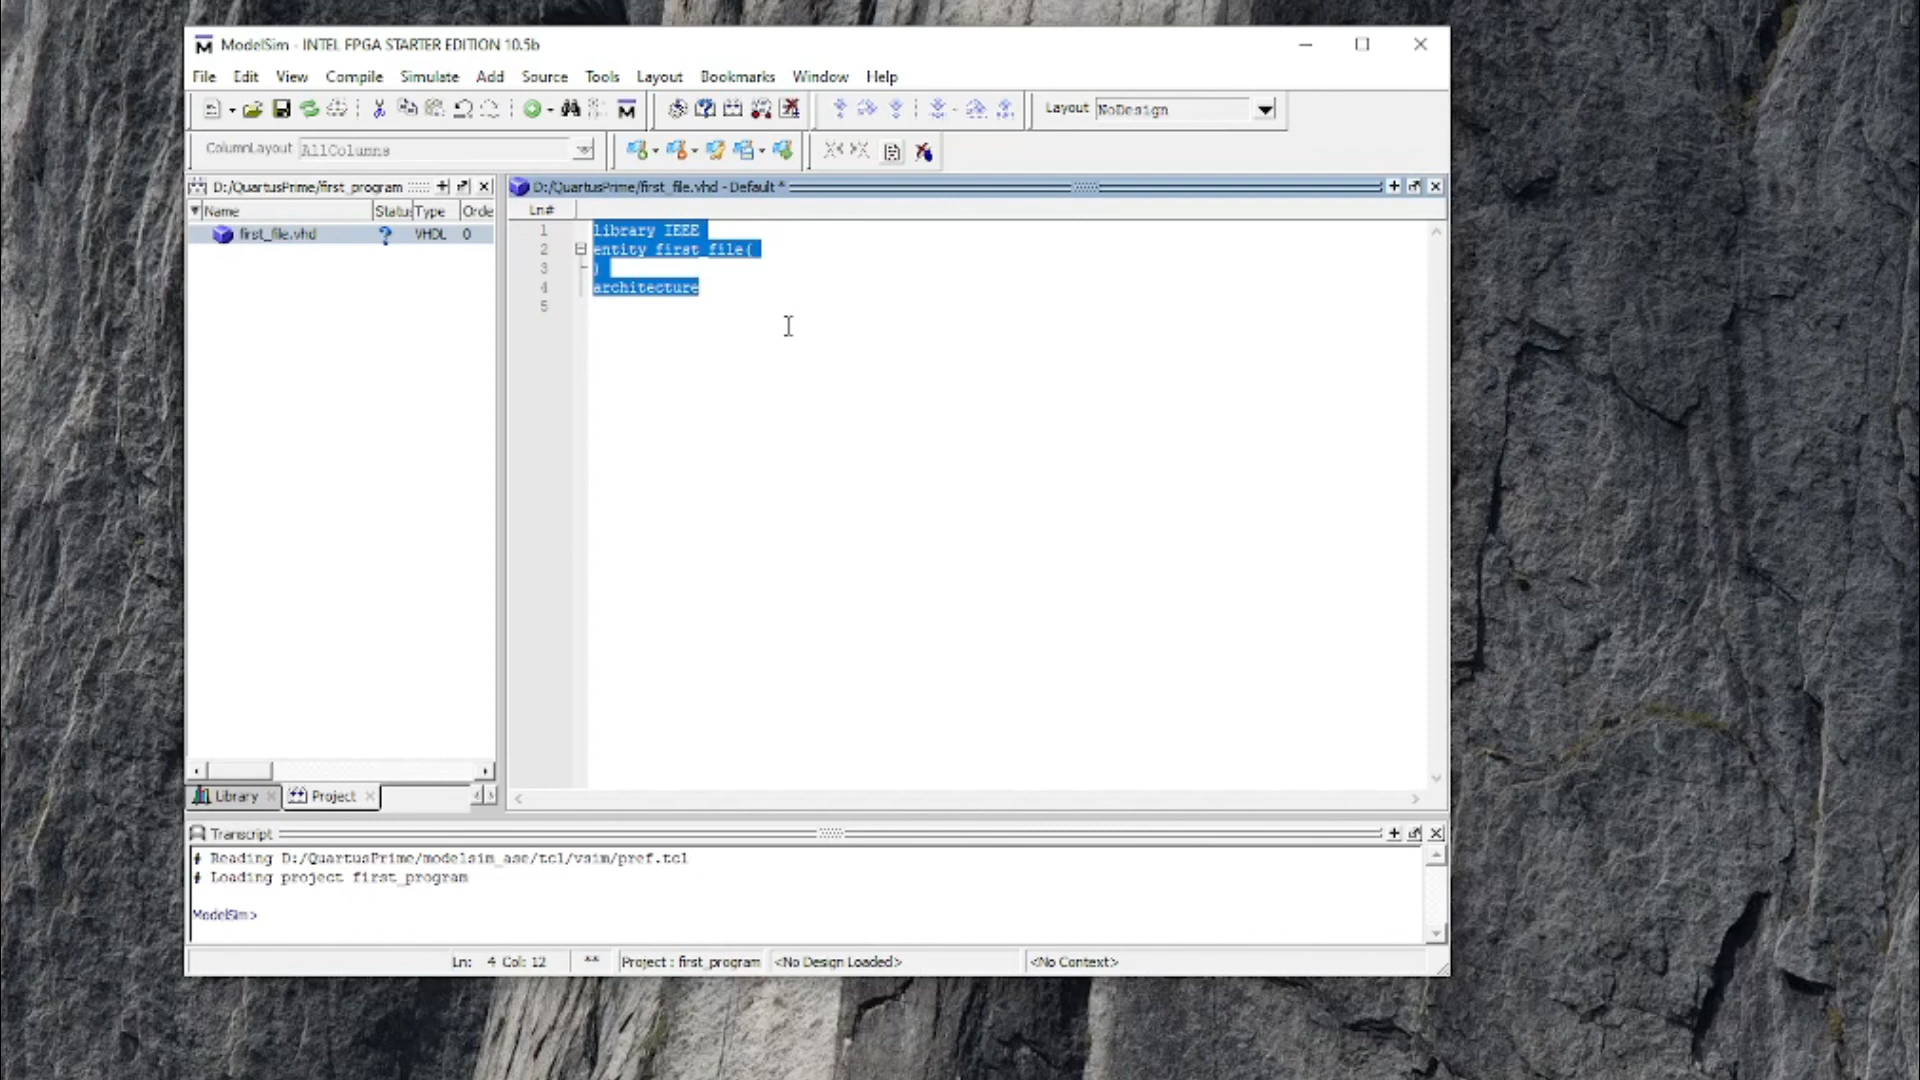 ModelSim - INTEL FPGA STARTER EDITION 10.5b
File Edit View Compile Simulate Add Source Tools Layout Bookmarks Window Help
Layout NoDesign
ColumnLayout AllColumns
D:/QuartusPrime/first_program
D:/QuartusPrime/first_file.vhd - Default *
Name Status Type Orde
Ln#
first_file.vhd ? VHDL 0
1 library IEEE
2 entity first_file(
3 )
4 architecture
5
Library Project
Transcript
# Reading D:/QuartusPrime/modelsim_ase/tcl/vsim/pref.tcl
# Loading project first_program
ModelSim>
Ln: 4 Col: 12 ** Project : first_program <No Design Loaded> <No Context>